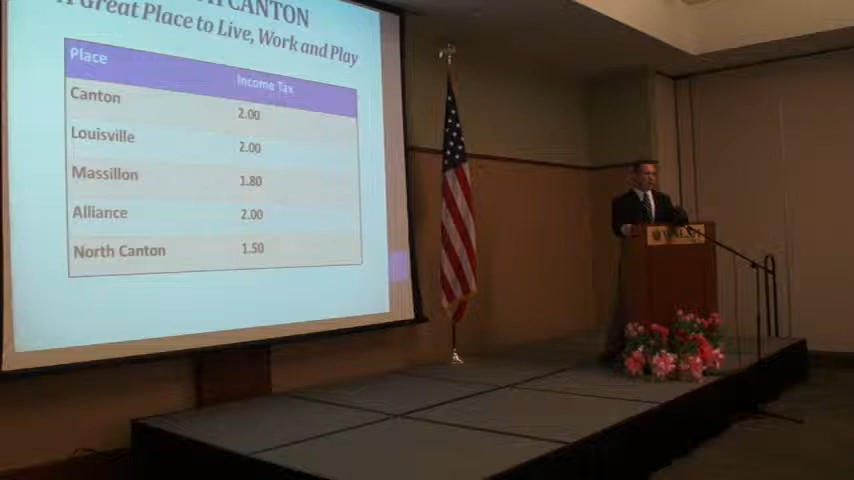 CANTON
Great Place to Live, Work and Play
Place Income Tax
Canton 2.00
Louisville 2.00
Massillon 1.80
Alliance 2.00
North Canton 1.50